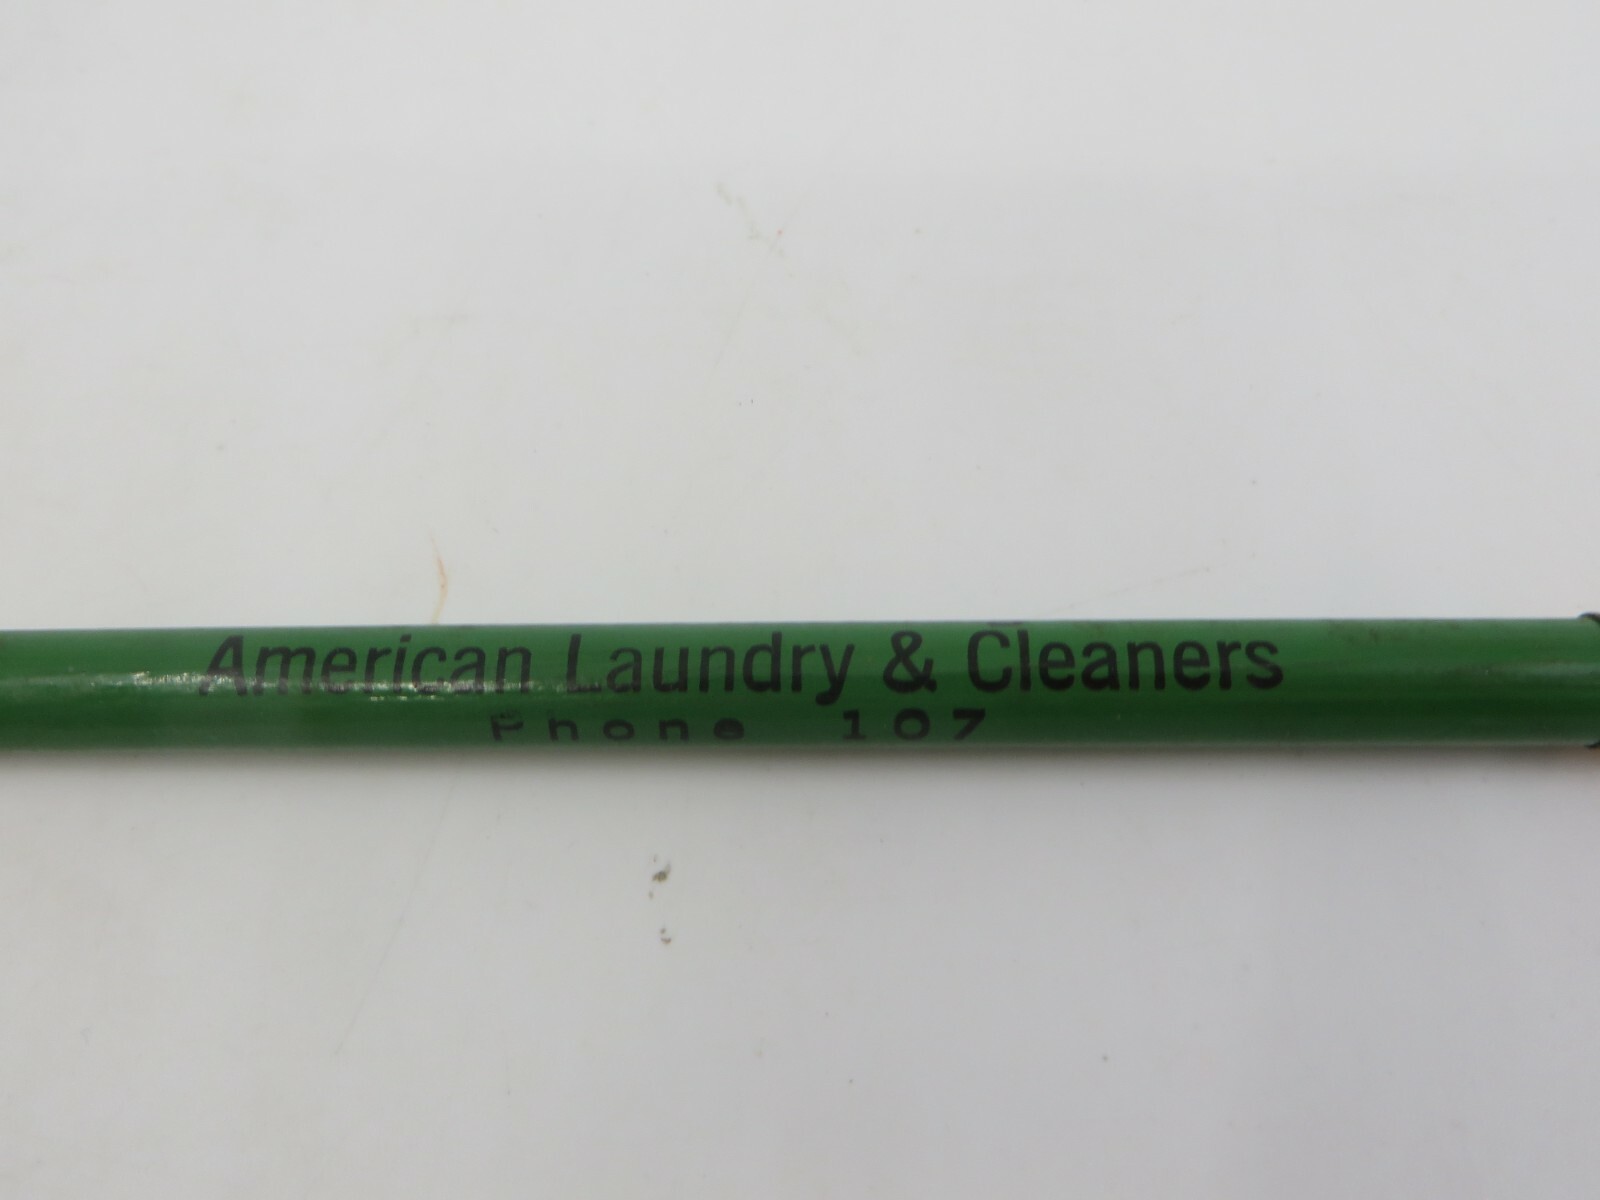 American Laundry & Cleaners
Phone 107